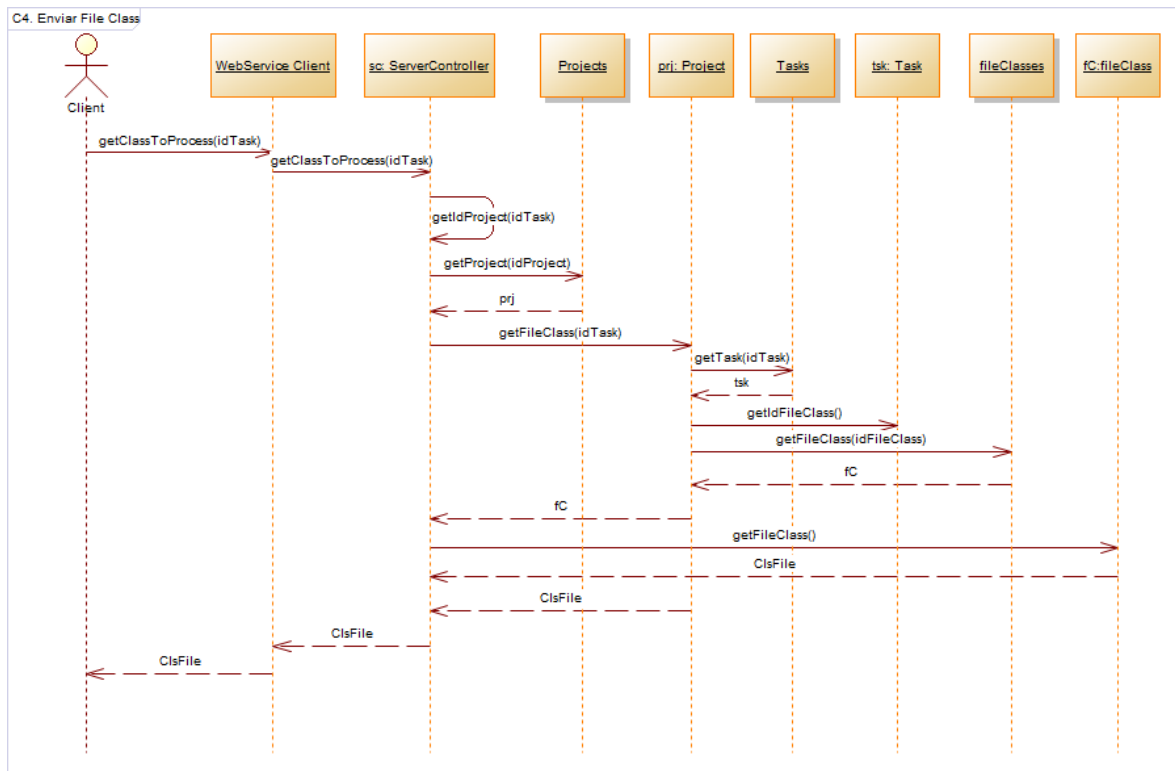 C4. Enviar File Class
Client
WebService Client
sc: ServerController
Projects
prj: Project
Tasks
tsk: Task
fileClasses
fC:fileClass
getClassToProcess(idTask)
getClassToProcess(idTask)
getIdProject(idTask)
getProject(idProject)
prj
getFileClass(idTask)
getTask(idTask)
tsk
getIdFileClass()
getFileClass(idFileClass)
fC
fC
getFileClass()
ClsFile
ClsFile
ClsFile
ClsFile